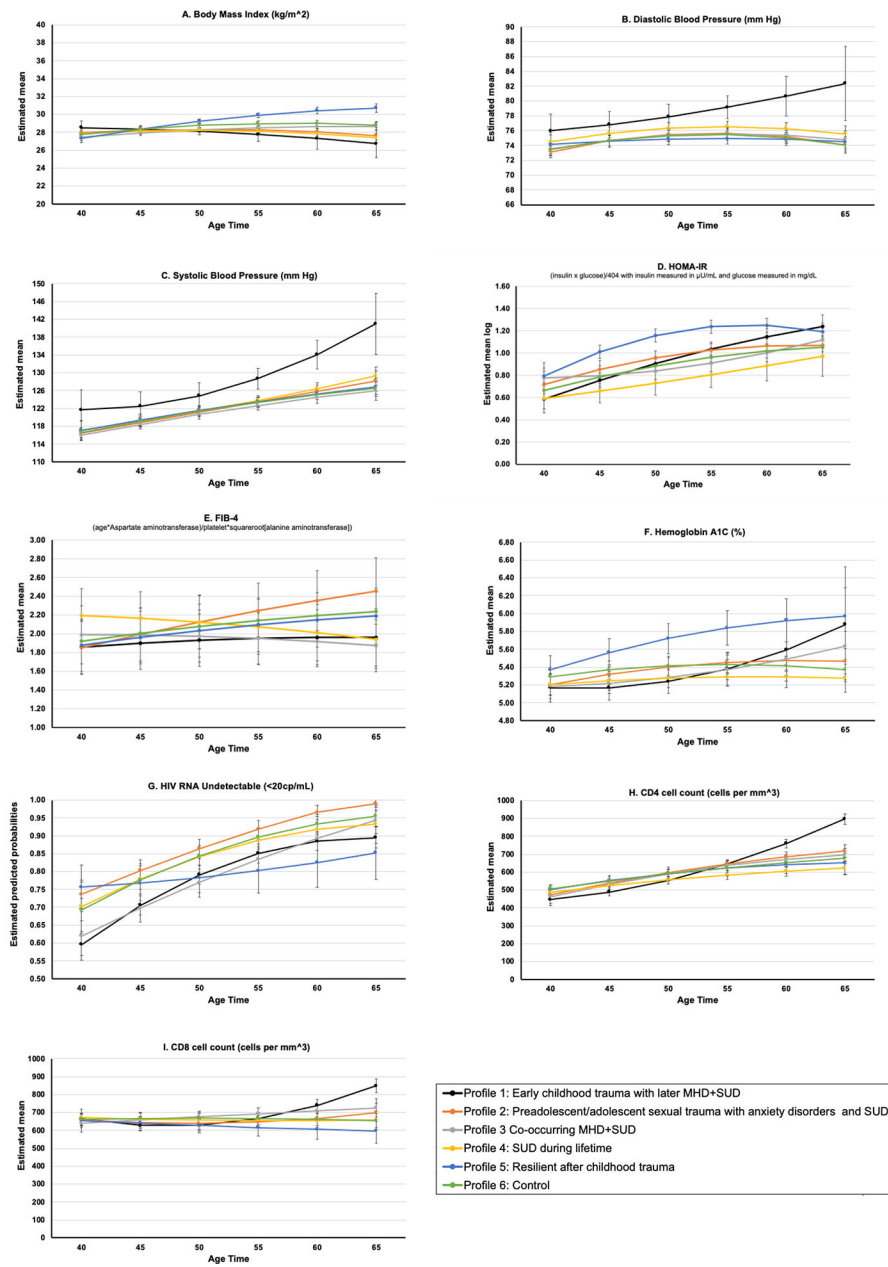 A. Body Mass Index (kg/m^2)
Estimated mean
40
38
36
34
32
30
28
26
24
22
20
40 45 50 55 60 65
Age Time
B. Diastolic Blood Pressure (mm Hg)
Estimated mean
90
88
86
84
82
80
78
76
74
72
70
68
66
40 45 50 55 60 65
Age Time
C. Systolic Blood Pressure (mm Hg)
Estimated mean
150
146
142
138
134
130
126
122
118
114
110
40 45 50 55 60 65
Age Time
D. HOMA-IR
(insulin x glucose)/404 with insulin measured in µU/mL and glucose measured in mg/dL
Estimated mean log
1.60
1.40
1.20
1.00
0.80
0.60
0.40
0.20
0.00
40 45 50 55 60 65
Age Time
E. FIB-4
(age*Aspartate aminotransferase)/platelet*squareroot[alanine aminotransferase])
Estimated mean
3.00
2.80
2.60
2.40
2.20
2.00
1.80
1.60
1.40
1.20
1.00
40 45 50 55 60 65
Age Time
F. Hemoglobin A1C (%)
Estimated mean
6.80
6.60
6.40
6.20
6.00
5.80
5.60
5.40
5.20
5.00
4.80
40 45 50 55 60 65
Age Time
G. HIV RNA Undetectable (<20cp/mL)
Estimated predicted probabilities
1.00
0.95
0.90
0.85
0.80
0.75
0.70
0.65
0.60
0.55
0.50
40 45 50 55 60 65
Age Time
H. CD4 cell count (cells per mm^3)
Estimated mean
1000
900
800
700
600
500
400
300
200
100
0
40 45 50 55 60 65
Age Time
I. CD8 cell count (cells per mm^3)
Estimated mean
1000
900
800
700
600
500
400
300
200
100
0
40 45 50 55 60 65
Age Time
Profile 1: Early childhood trauma with later MHD+SUD
Profile 2: Preadolescent/adolescent sexual trauma with anxiety disorders and SUD
Profile 3 Co-occurring MHD+SUD
Profile 4: SUD during lifetime
Profile 5: Resilient after childhood trauma
Profile 6: Control